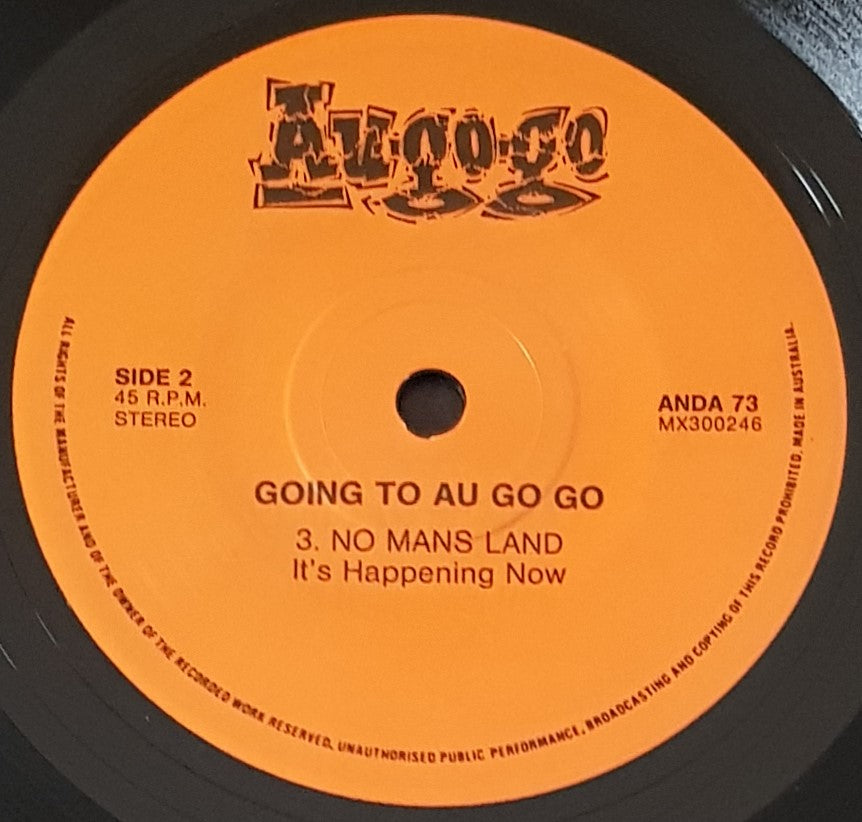 Au-go-go
SIDE 2
45 R.P.M.
STEREO
ANDA 73
MX300246
GOING TO AU GO GO
3. NO MANS LAND
It's Happening Now
ALL RIGHTS OF THE MANUFACTURER AND OF THE OWNER OF THE RECORDED WORK RESERVED, UNAUTHORISED PUBLIC PERFORMANCE, BROADCASTING AND COPYING OF THIS RECORD PROHIBITED. MADE IN AUSTRALIA.